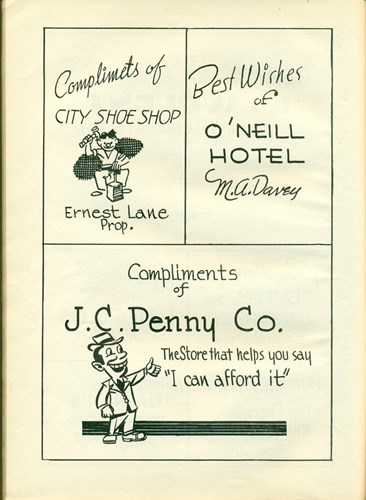 Complimets of
CITY SHOE SHOP
Ernest Lane
Prop.
Best Wishes
of
O'NEILL
HOTEL
M.A. Davey
Compliments
of
J.C. Penny Co.
The Store that helps you say
"I can afford it"